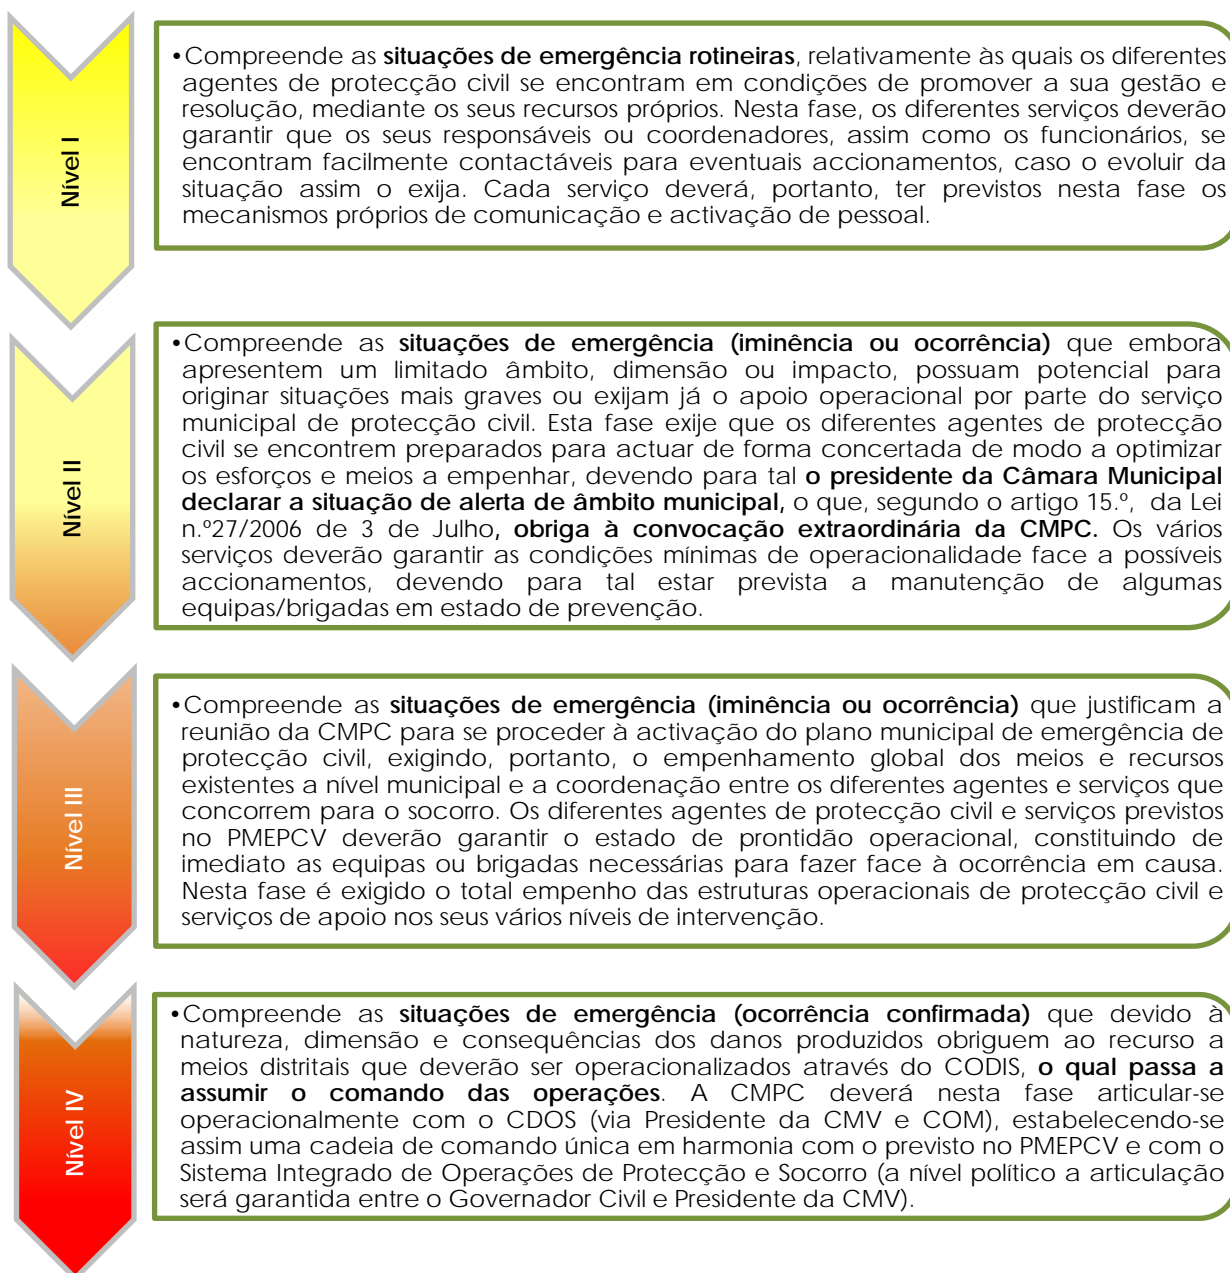 Nível I
•Compreende as situações de emergência rotineiras, relativamente às quais os diferentes
agentes de protecção civil se encontram em condições de promover a sua gestão e
resolução, mediante os seus recursos próprios. Nesta fase, os diferentes serviços deverão
garantir que os seus responsáveis ou coordenadores, assim como os funcionários, se
encontram facilmente contactáveis para eventuais accionamentos, caso o evoluir da
situação assim o exija. Cada serviço deverá, portanto, ter previstos nesta fase os
mecanismos próprios de comunicação e activação de pessoal.
Nível II
•Compreende as situações de emergência (iminência ou ocorrência) que embora
apresentem um limitado âmbito, dimensão ou impacto, possuam potencial para
originar situações mais graves ou exijam já o apoio operacional por parte do serviço
municipal de protecção civil. Esta fase exije que os diferentes agentes de protecção
civil se encontrem preparados para actuar de forma concertada de modo a optimizar
os esforços e meios a empenhar, devendo para tal o presidente da Câmara Municipal
declarar a situação de alerta de âmbito municipal, o que, segundo o artigo 15.º, da Lei
n.º27/2006 de 3 de Julho, obriga à convocação extraordinária da CMPC. Os vários
serviços deverão garantir as condições mínimas de operacionalidade face a possíveis
accionamentos, devendo para tal estar prevista a manutenção de algumas
equipas/brigadas em estado de prevenção.
Nível III
•Compreende as situações de emergência (iminência ou ocorrência) que justificam a
reunião da CMPC para se proceder à activação do plano municipal de emergência de
protecção civil, exigindo, portanto, o empenhamento global dos meios e recursos
existentes a nível municipal e a coordenação entre os diferentes agentes e serviços que
concorrem para o socorro. Os diferentes agentes de protecção civil e serviços previstos
no PMEPCV deverão garantir o estado de prontidão operacional, constituindo de
imediato as equipas ou brigadas necessárias para fazer face à ocorrência em causa.
Nesta fase é exigido o total empenho das estruturas operacionais de protecção civil e
serviços de apoio nos seus vários níveis de intervenção.
Nível IV
•Compreende as situações de emergência (ocorrência confirmada) que devido à
natureza, dimensão e consequências dos danos produzidos obriguem ao recurso a
meios distritais que deverão ser operacionalizados através do CODIS, o qual passa a
assumir o comando das operações. A CMPC deverá nesta fase articular-se
operacionalmente com o CDOS (via Presidente da CMV e COM), estabelecendo-se
assim uma cadeia de comando única em harmonia com o previsto no PMEPCV e com o
Sistema Integrado de Operações de Protecção e Socorro (a nível político a articulação
será garantida entre o Governador Civil e Presidente da CMV).